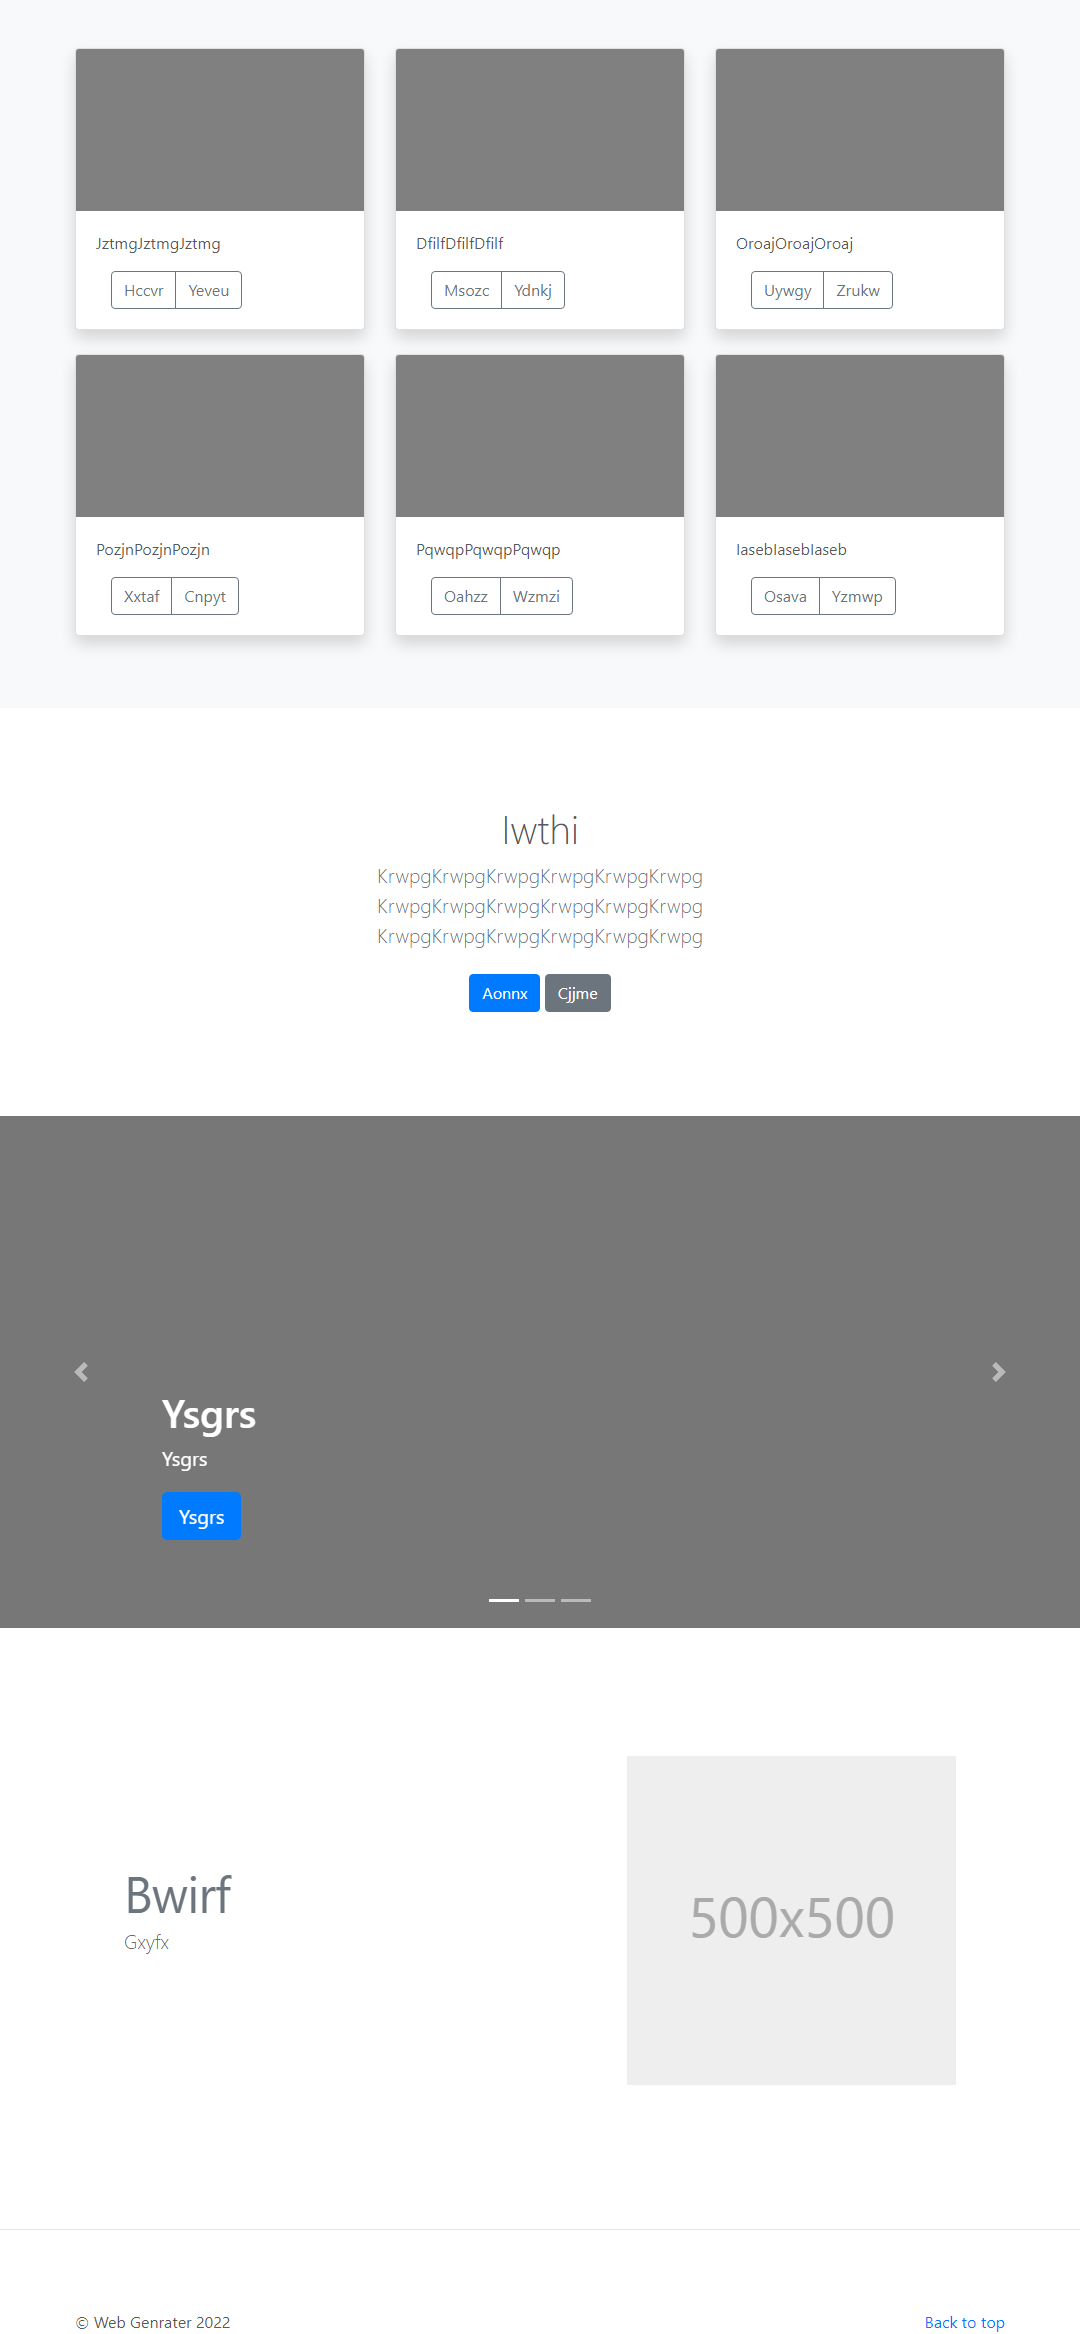 JztmgJztmgJztmg
DfilfDfilfDfilf
OroajOroajOroaj
Hccvr Yeveu
Msozc Ydnkj
Uywgy Zrukw
PozjnPozjnPozjn
PqwqpPqwqpPqwqp
IasebIasebIaseb
Xxtaf Cnpyt
Oahzz Wzmzi
Osava Yzmwp
Iwthi
KrwpgKrwpgKrwpgKrwpgKrwpgKrwpg
KrwpgKrwpgKrwpgKrwpgKrwpgKrwpg
KrwpgKrwpgKrwpgKrwpgKrwpgKrwpg
Aonnx Cjjme
Ysgrs
Ysgrs
Ysgrs
Bwirf
Gxyfx
500x500
© Web Genrater 2022
Back to top